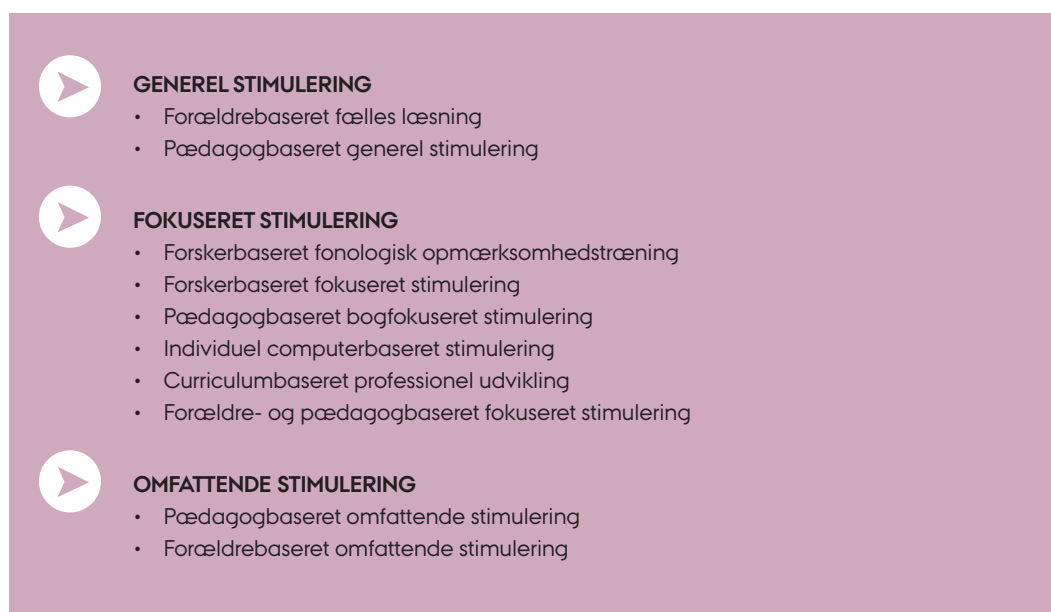 GENEREL STIMULERING
• Forældrebaseret fælles læsning
• Pædagogbaseret generel stimulering
FOKUSERET STIMULERING
• Forskerbaseret fonologisk opmærksomhedstræning
• Forskerbaseret fokuseret stimulering
• Pædagogbaseret bogfokuseret stimulering
• Individuel computerbaseret stimulering
• Curriculumbaseret professionel udvikling
• Forældre- og pædagogbaseret fokuseret stimulering
OMFATTENDE STIMULERING
• Pædagogbaseret omfattende stimulering
• Forældrebaseret omfattende stimulering